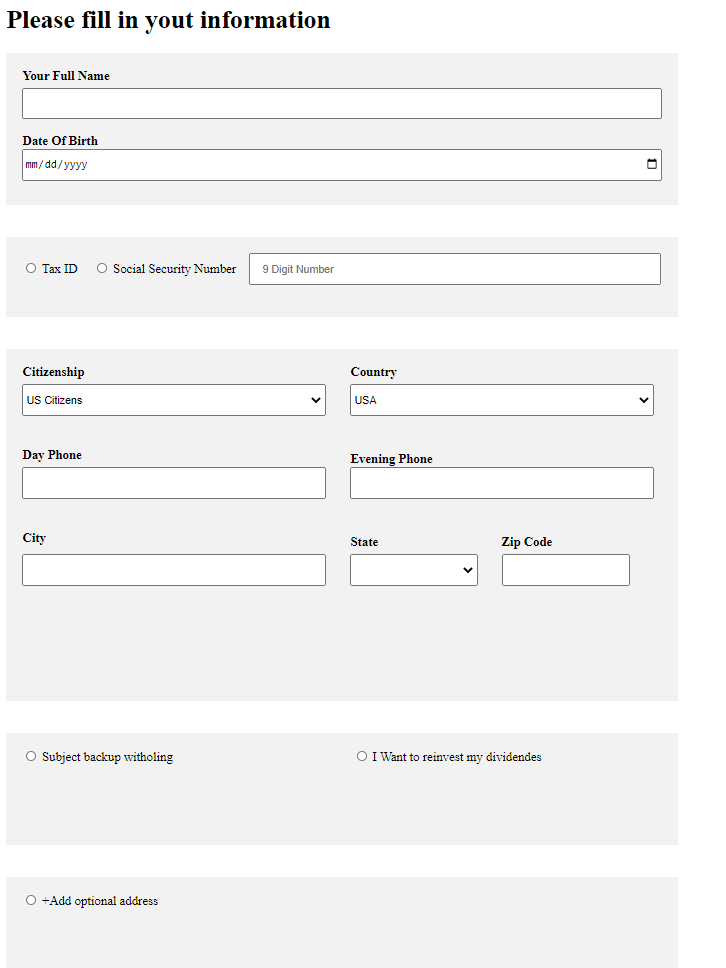 Please fill in yout information
Your Full Name
Date Of Birth
mm/dd/yyyy
Tax ID Social Security Number 9 Digit Number
Citizenship Country
US Citizens USA
Day Phone Evening Phone
City State Zip Code
Subject backup witholing I Want to reinvest my dividendes
+Add optional address